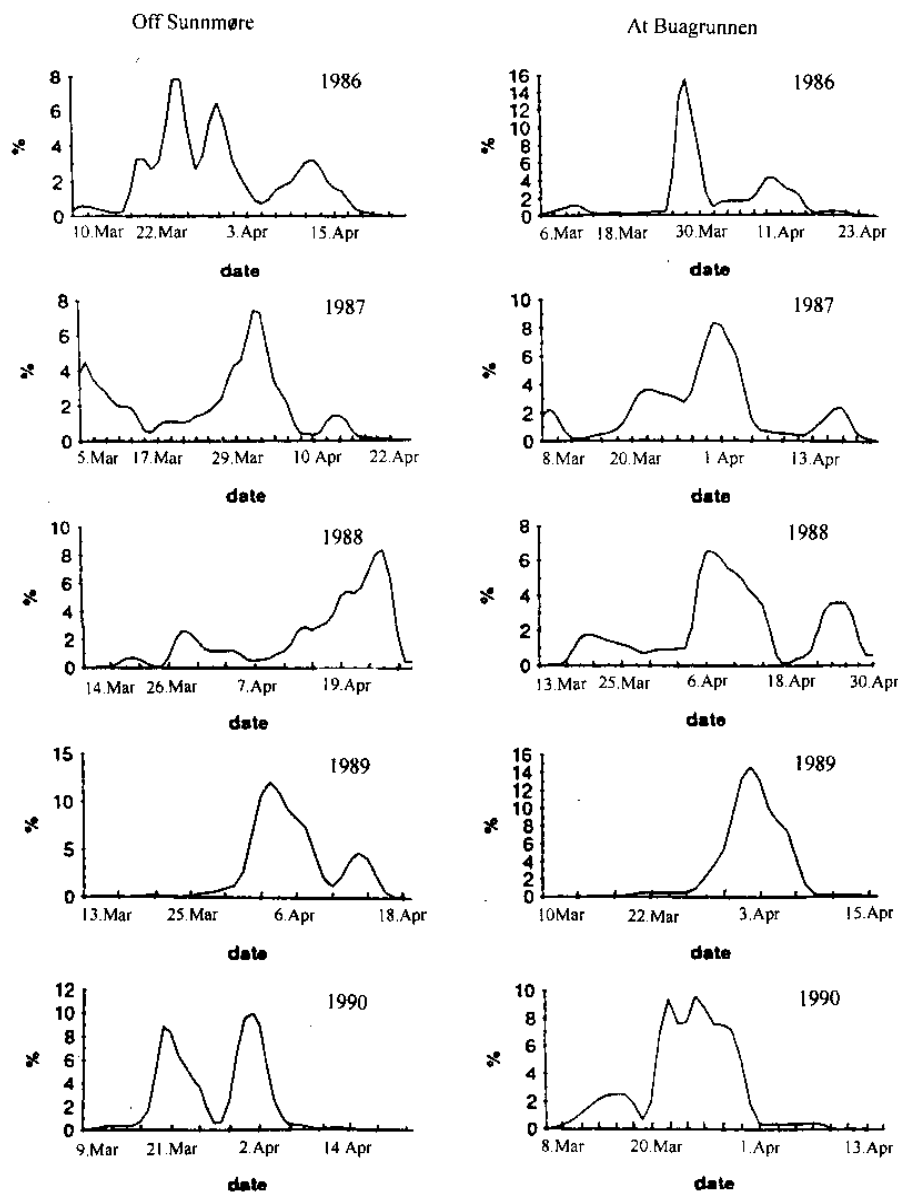 Off Sunnmøre At Buagrunnen
1986 1986
8 6 4 2 0 16 14 12 10 8 6 4 2 0
% %
10.Mar 22.Mar 3.Apr 15.Apr 6.Mar 18.Mar 30.Mar 11.Apr 23.Apr
date date
1987 1987
8 6 4 2 0 10 8 6 4 2 0
% %
5.Mar 17.Mar 29.Mar 10 Apr 22.Apr 8.Mar 20.Mar 1 Apr 13.Apr
date date
1988 1988
10 8 6 4 2 0 8 6 4 2 0
% %
14.Mar 26.Mar 7.Apr 19.Apr 13.Mar 25.Mar 6.Apr 18.Apr 30.Apr
date date
1989 1989
15 10 5 0 16 14 12 10 8 6 4 2 0
% %
13.Mar 25.Mar 6.Apr 18.Apr 10Mar 22.Mar 3.Apr 15.Apr
date date
1990 1990
12 10 8 6 4 2 0 10 8 6 4 2 0
% %
9.Mar 21.Mar 2.Apr 14.Apr 8.Mar 20.Mar 1.Apr 13.Apr
date date